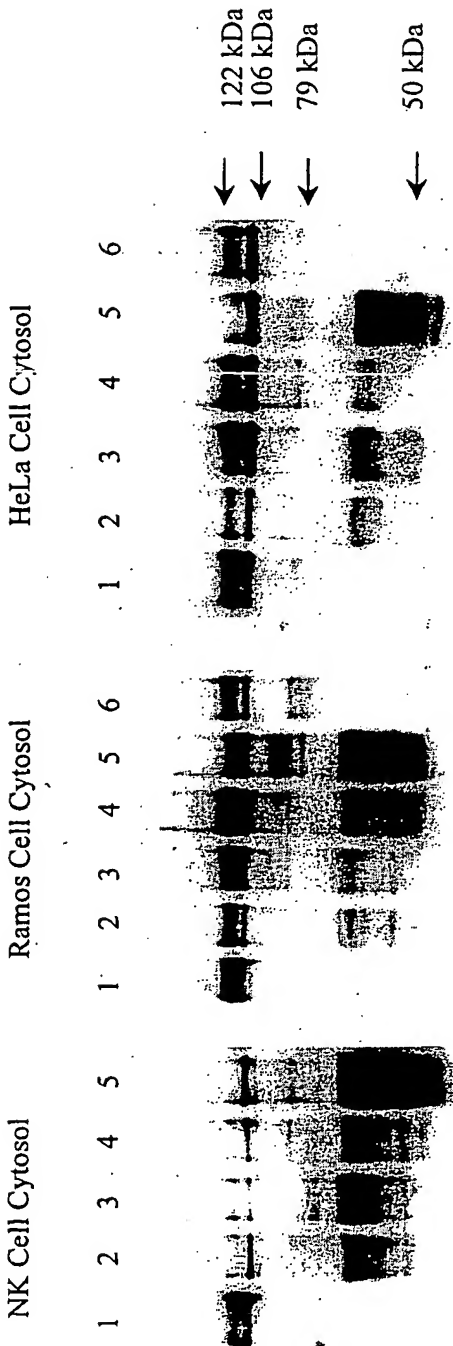 NK Cell Cytosol
1 2 3 4 5
Ramos Cell Cytosol
1 2 3 4 5 6
HeLa Cell Cytosol
1 2 3 4 5 6
122 kDa
106 kDa
79 kDa
50 kDa